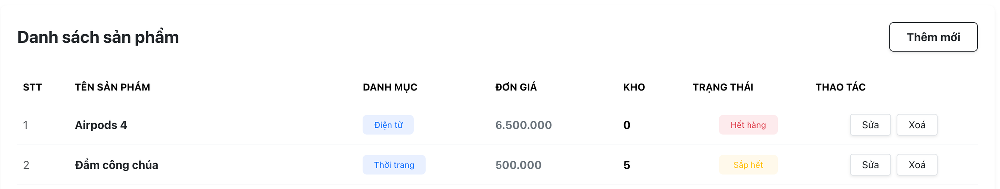 Danh sách sản phẩm
Thêm mới
STT TÊN SẢN PHẨM DANH MỤC ĐƠN GIÁ KHO TRẠNG THÁI THAO TÁC
1 Airpods 4 Điện tử 6.500.000 0 Hết hàng Sửa Xoá
2 Đầm công chúa Thời trang 500.000 5 Sắp hết Sửa Xoá